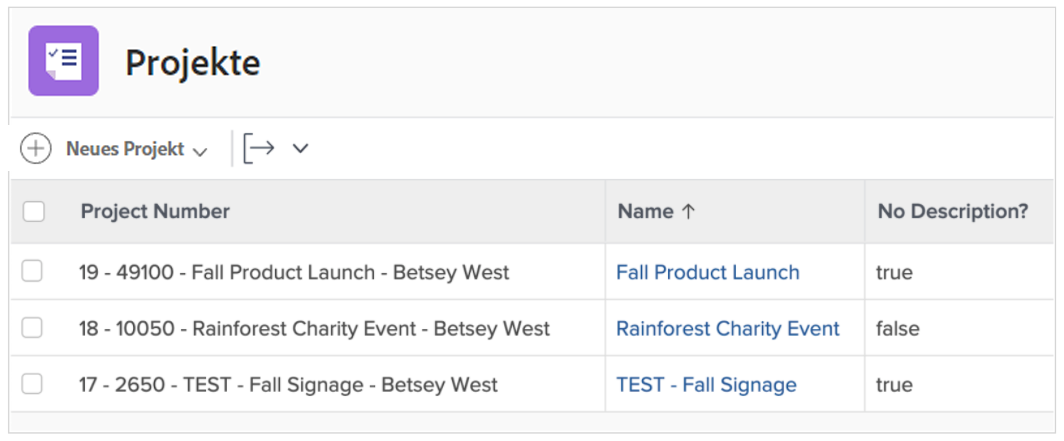 Projekte
Neues Projekt
Project Number Name ↑ No Description?
19 - 49100 - Fall Product Launch - Betsey West Fall Product Launch true
18 - 10050 - Rainforest Charity Event - Betsey West Rainforest Charity Event false
17 - 2650 - TEST - Fall Signage - Betsey West TEST - Fall Signage true